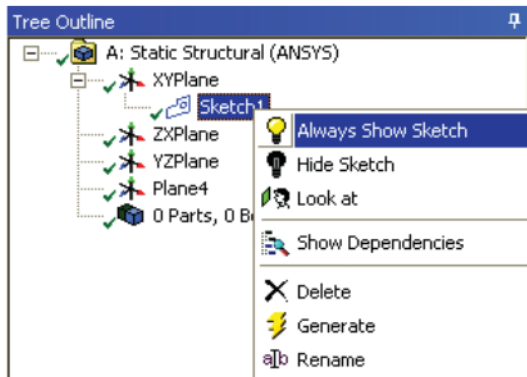 Tree Outline
A: Static Structural (ANSYS)
XYPlane
Sketch1
Always Show Sketch
ZXPlane
Hide Sketch
YZPlane
Look at
Plane4
0 Parts, 0 B
Show Dependencies
Delete
Generate
a|b Rename